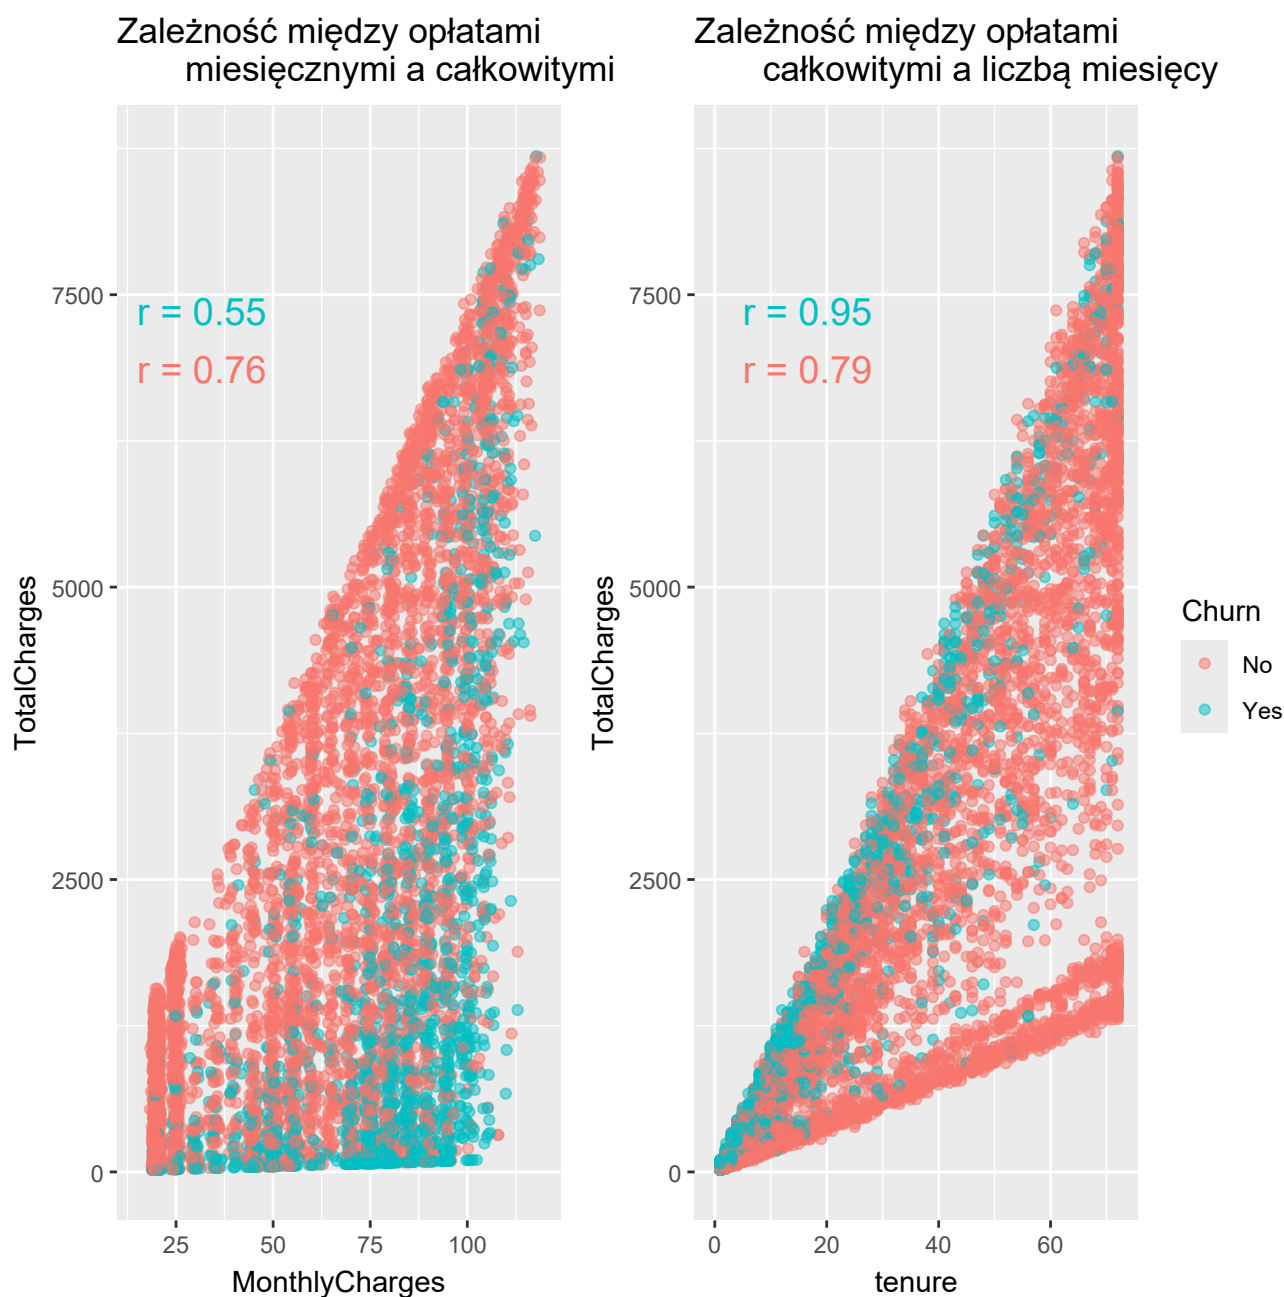 Zależność między opłatami
miesięcznymi a całkowitymi
r = 0.55
r = 0.76
7500
5000
2500
0
25 50 75 100
TotalCharges
MonthlyCharges
Zależność między opłatami
całkowitymi a liczbą miesięcy
r = 0.95
r = 0.79
7500
5000
2500
0
0 20 40 60
TotalCharges
tenure
Churn
No
Yes